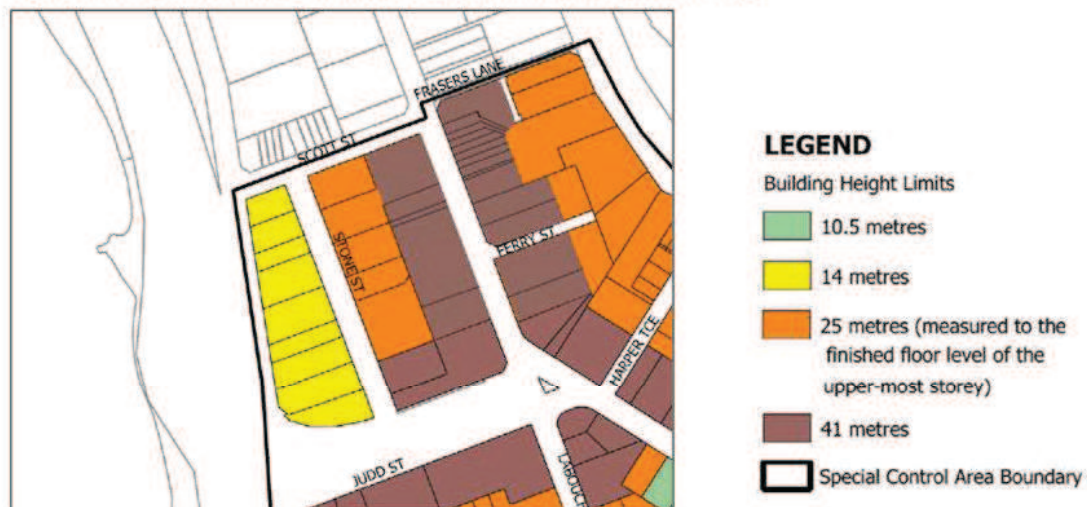 FRASERS LANE
SCOTT ST
STONE ST
FERRY ST
HARPER TCE
JUDD ST
LABOUCH
LEGEND
Building Height Limits
10.5 metres
14 metres
25 metres (measured to the
finished floor level of the
upper-most storey)
41 metres
Special Control Area Boundary